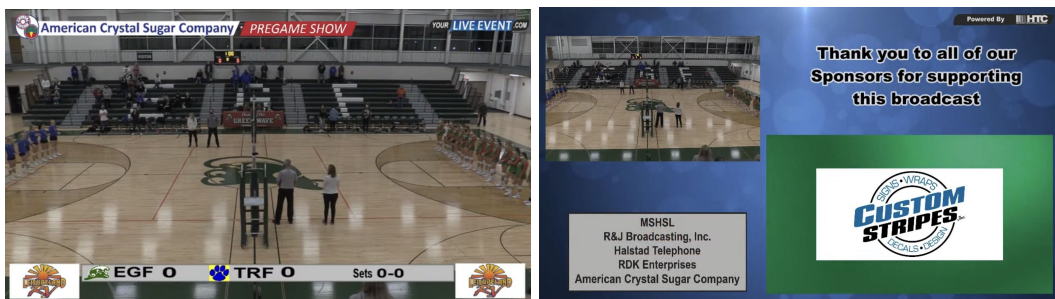 American Crystal Sugar Company
PREGAME SHOW
YOUR LIVE EVENT .COM
GREEN WAVE
EGF 0
TRF 0
Sets 0-0
Powered By HTC
Thank you to all of our
Sponsors for supporting
this broadcast
MSHSL
R&J Broadcasting, Inc.
Halstad Telephone
RDK Enterprises
American Crystal Sugar Company
SIGNS • WRAPS
CUSTOM
STRIPES
DECALS • DESIGN